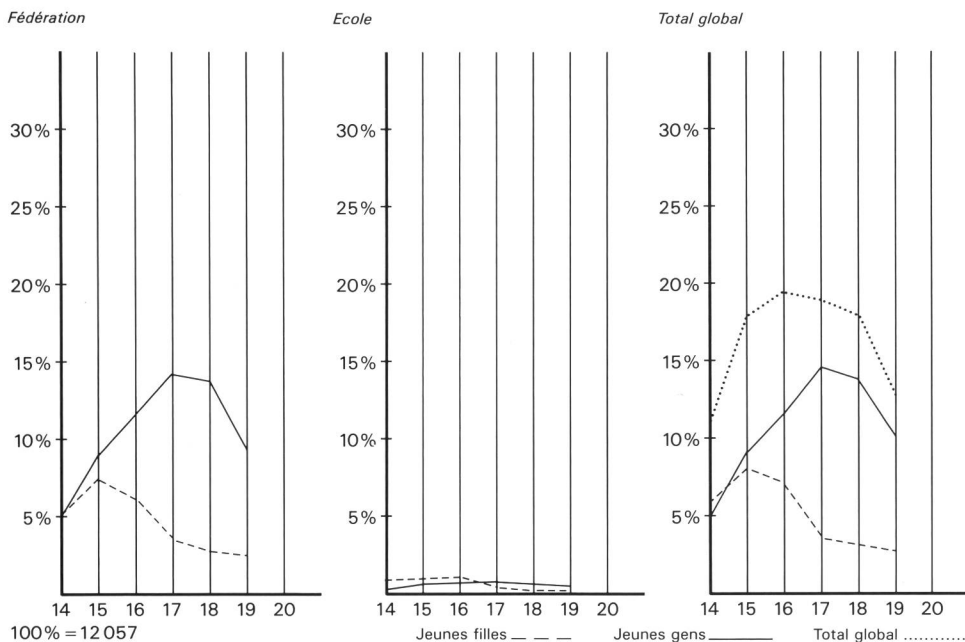 Fédération
Ecole
Total global
30%
25%
20%
15%
10%
5%
14 15 16 17 18 19 20
30%
25%
20%
15%
10%
5%
14 15 16 17 18 19 20
30%
25%
20%
15%
10%
5%
14 15 16 17 18 19 20
100% = 12 057
Jeunes filles
Jeunes gens
Total global